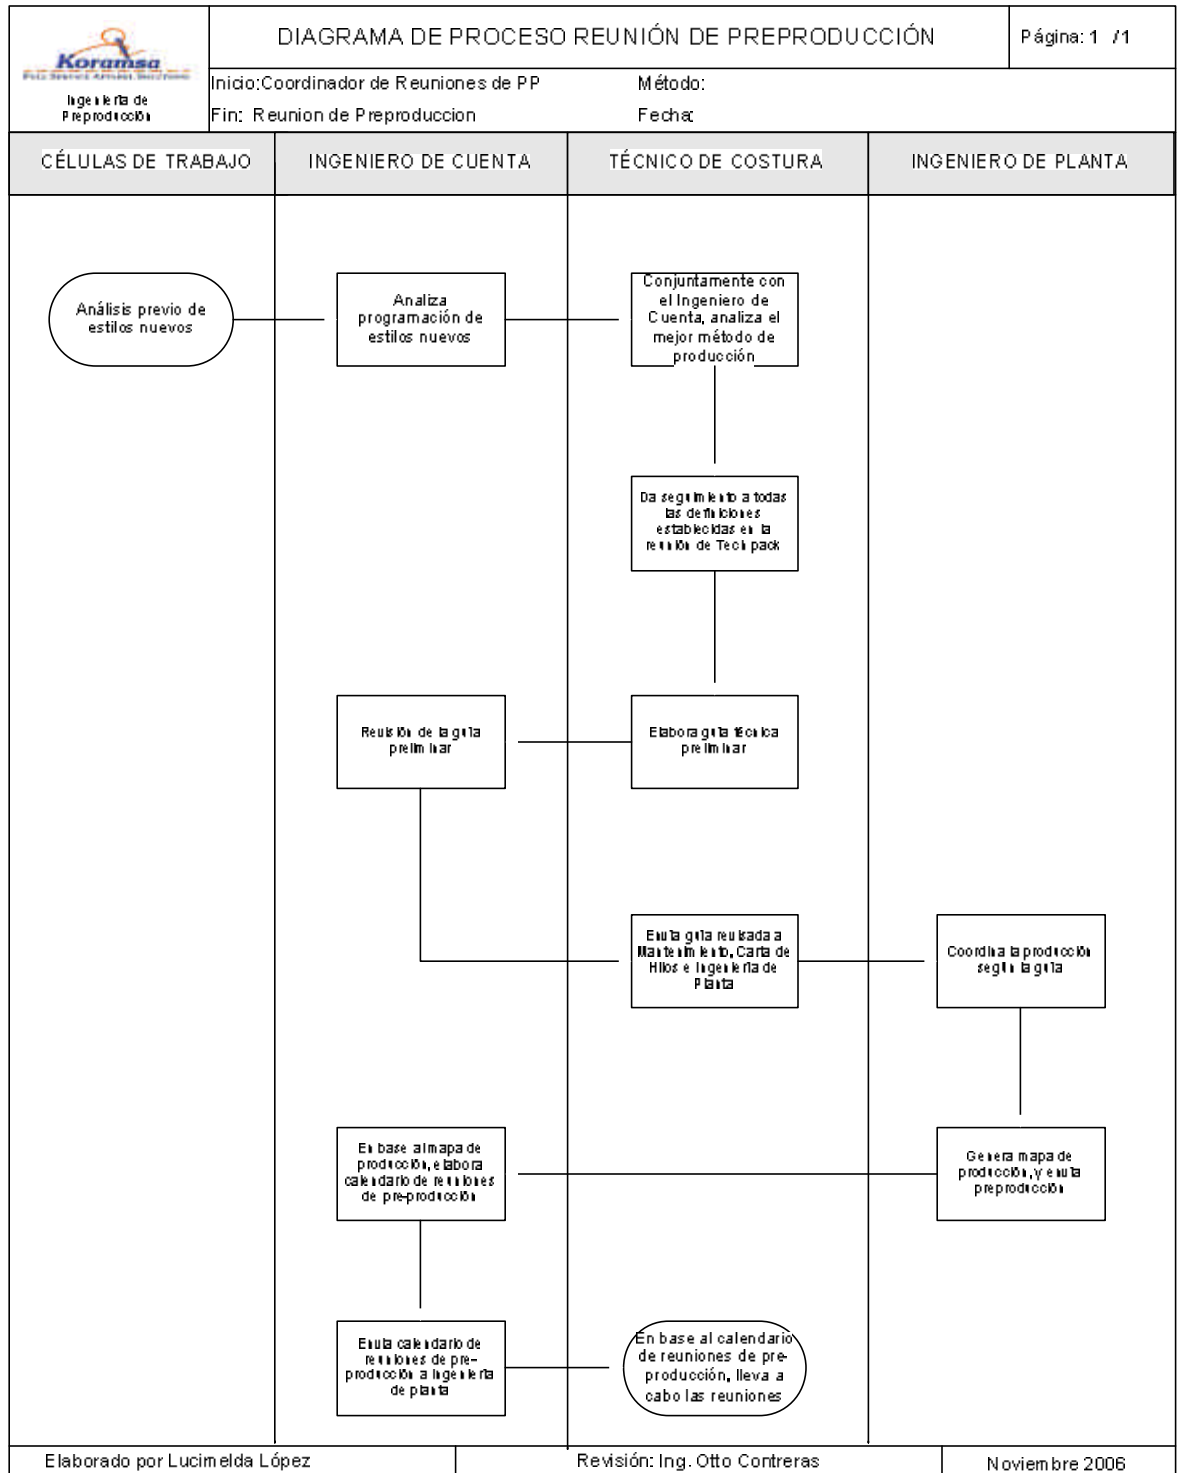 Koramsa
Ingeniería de
Preproducción
DIAGRAMA DE PROCESO REUNIÓN DE PREPRODUCCIÓN
Página: 1 /1
Inicio:Coordinador de Reuniones de PP
Método:
Fin: Reunion de Preproduccion
Fecha:
CÉLULAS DE TRABAJO
INGENIERO DE CUENTA
TÉCNICO DE COSTURA
INGENIERO DE PLANTA
Análisis previo de
estilos nuevos
Analiza
programación de
estilos nuevos
Conjuntamente con
el Ingeniero de
Cuenta, analiza el
mejor método de
producción
Da seguimiento a todas
las definiciones
establecidas en la
reunión de Tech pack
Revisión de la guía
preliminar
Elabora guía técnica
preliminar
Envía guía revisada a
Mantenimiento, Carta de
Hilos e Ingeniería de
Planta
Coordina la producción
según la guía
En base al mapa de
producción, elabora
calendario de reuniones
de pre-producción
Genera mapa de
producción, y envía
preproducción
Envía calendario de
reuniones de pre-
producción a Ingeniería
de planta
En base al calendario
de reuniones de pre-
producción, lleva a
cabo las reuniones
Elaborado por Lucimelda López
Revisión: Ing. Otto Contreras
Noviembre 2006